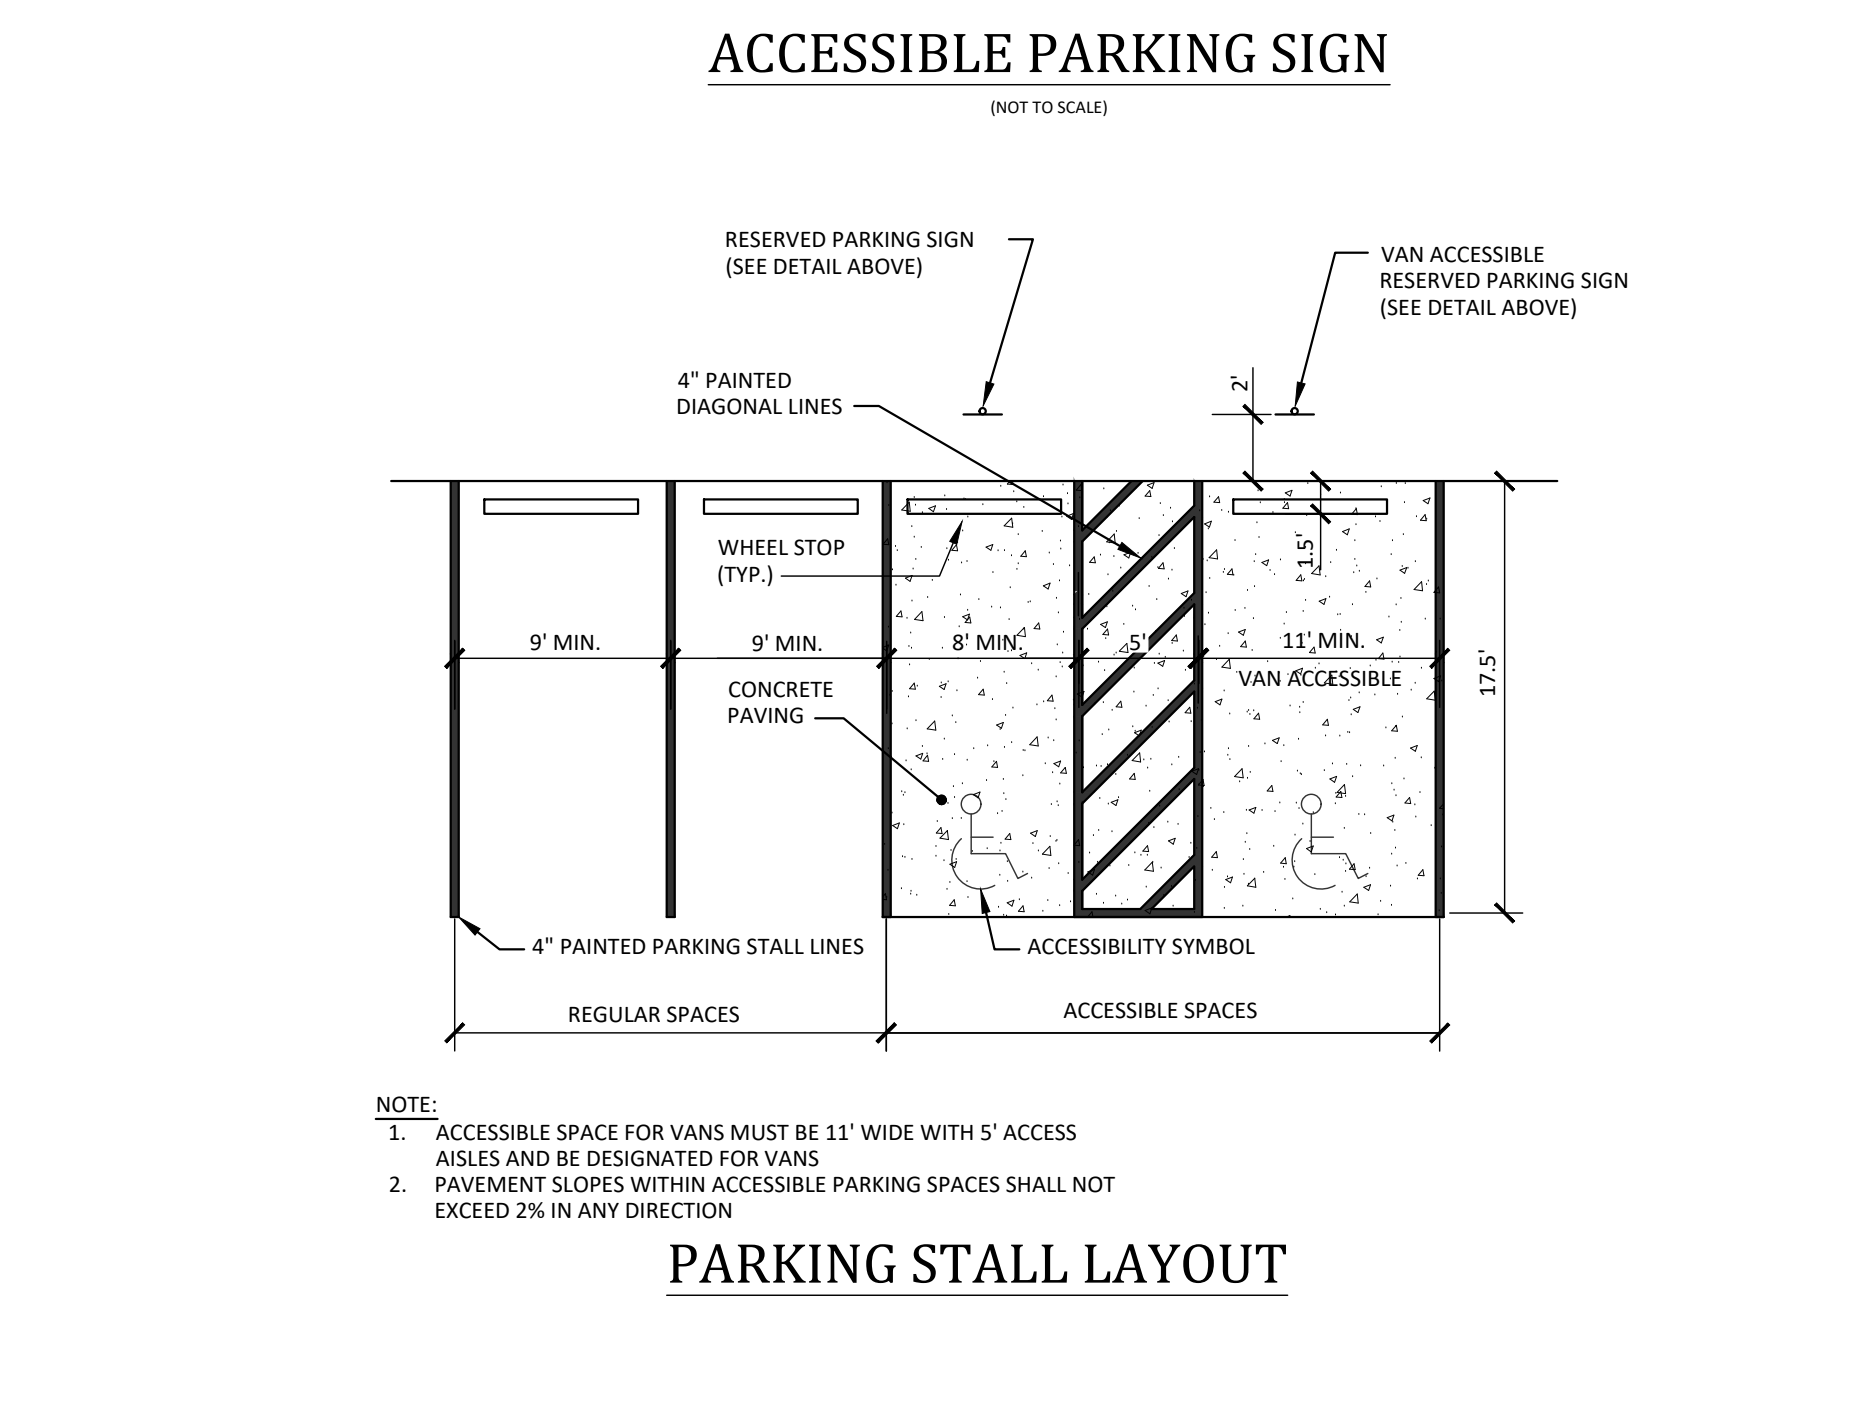 ACCESSIBLE PARKING SIGN
(NOT TO SCALE)
RESERVED PARKING SIGN
(SEE DETAIL ABOVE)
VAN ACCESSIBLE
RESERVED PARKING SIGN
(SEE DETAIL ABOVE)
4" PAINTED
DIAGONAL LINES
2'
WHEEL STOP
(TYP.)
1.5'
9' MIN.
9' MIN.
8' MIN.
5'
11' MIN.
VAN ACCESSIBLE
17.5'
CONCRETE
PAVING
4" PAINTED PARKING STALL LINES
ACCESSIBILITY SYMBOL
REGULAR SPACES
ACCESSIBLE SPACES
NOTE:
1. ACCESSIBLE SPACE FOR VANS MUST BE 11' WIDE WITH 5' ACCESS
AISLES AND BE DESIGNATED FOR VANS
2. PAVEMENT SLOPES WITHIN ACCESSIBLE PARKING SPACES SHALL NOT
EXCEED 2% IN ANY DIRECTION
PARKING STALL LAYOUT